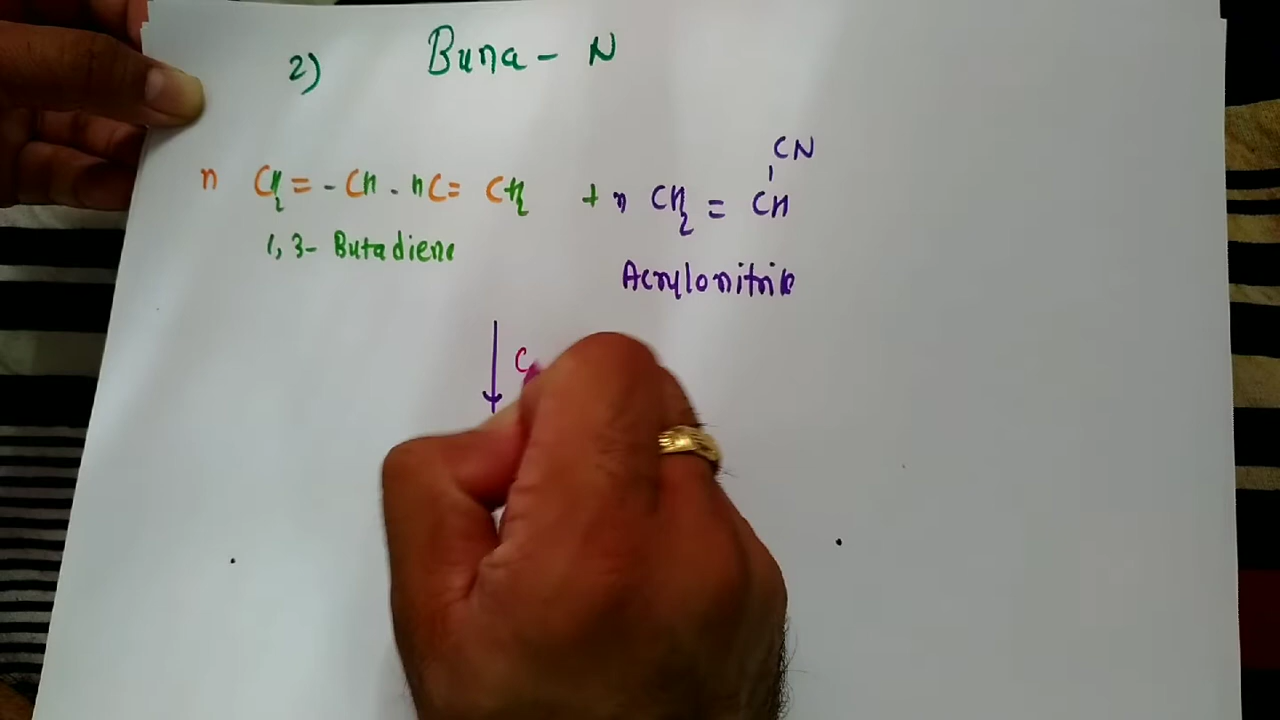 2) Buna - N
CN
n CH2 = - CH - HC = CH2 + n CH2 = CH
1, 3- Butadiene
Acrylonitrile
C